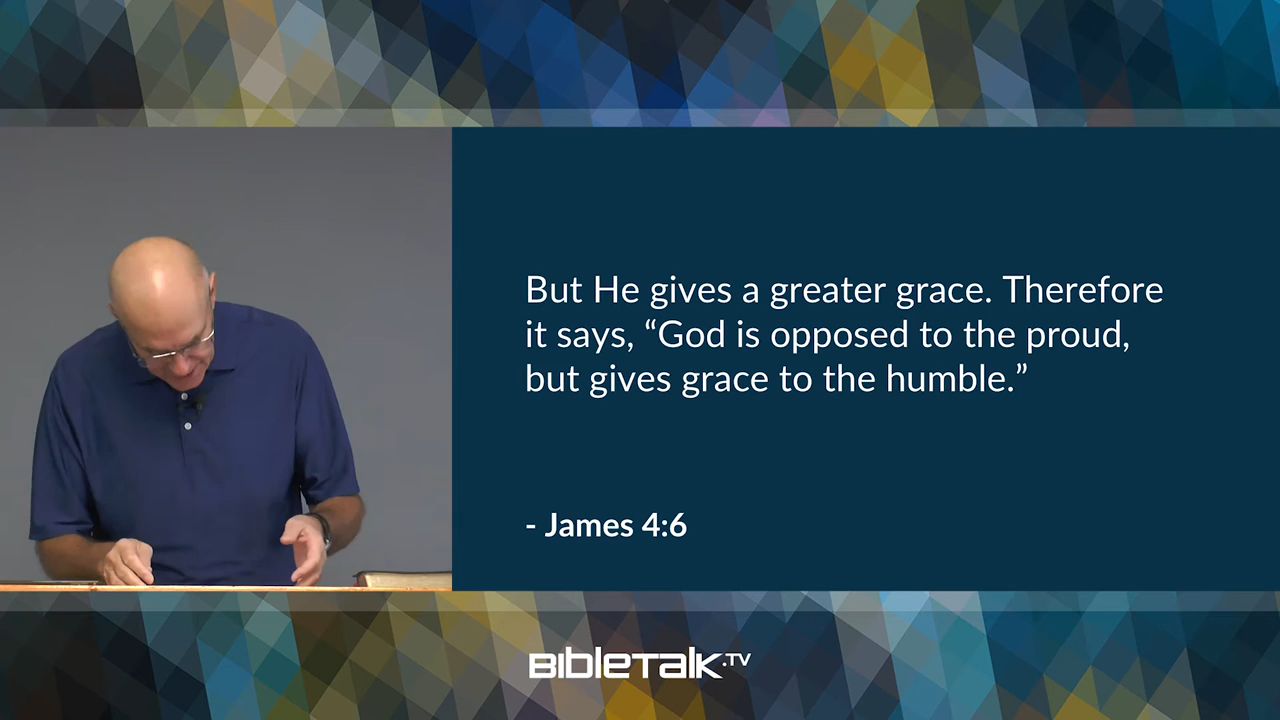 But He gives a greater grace. Therefore
it says, “God is opposed to the proud,
but gives grace to the humble.”
- James 4:6
BIBLETALK.TV